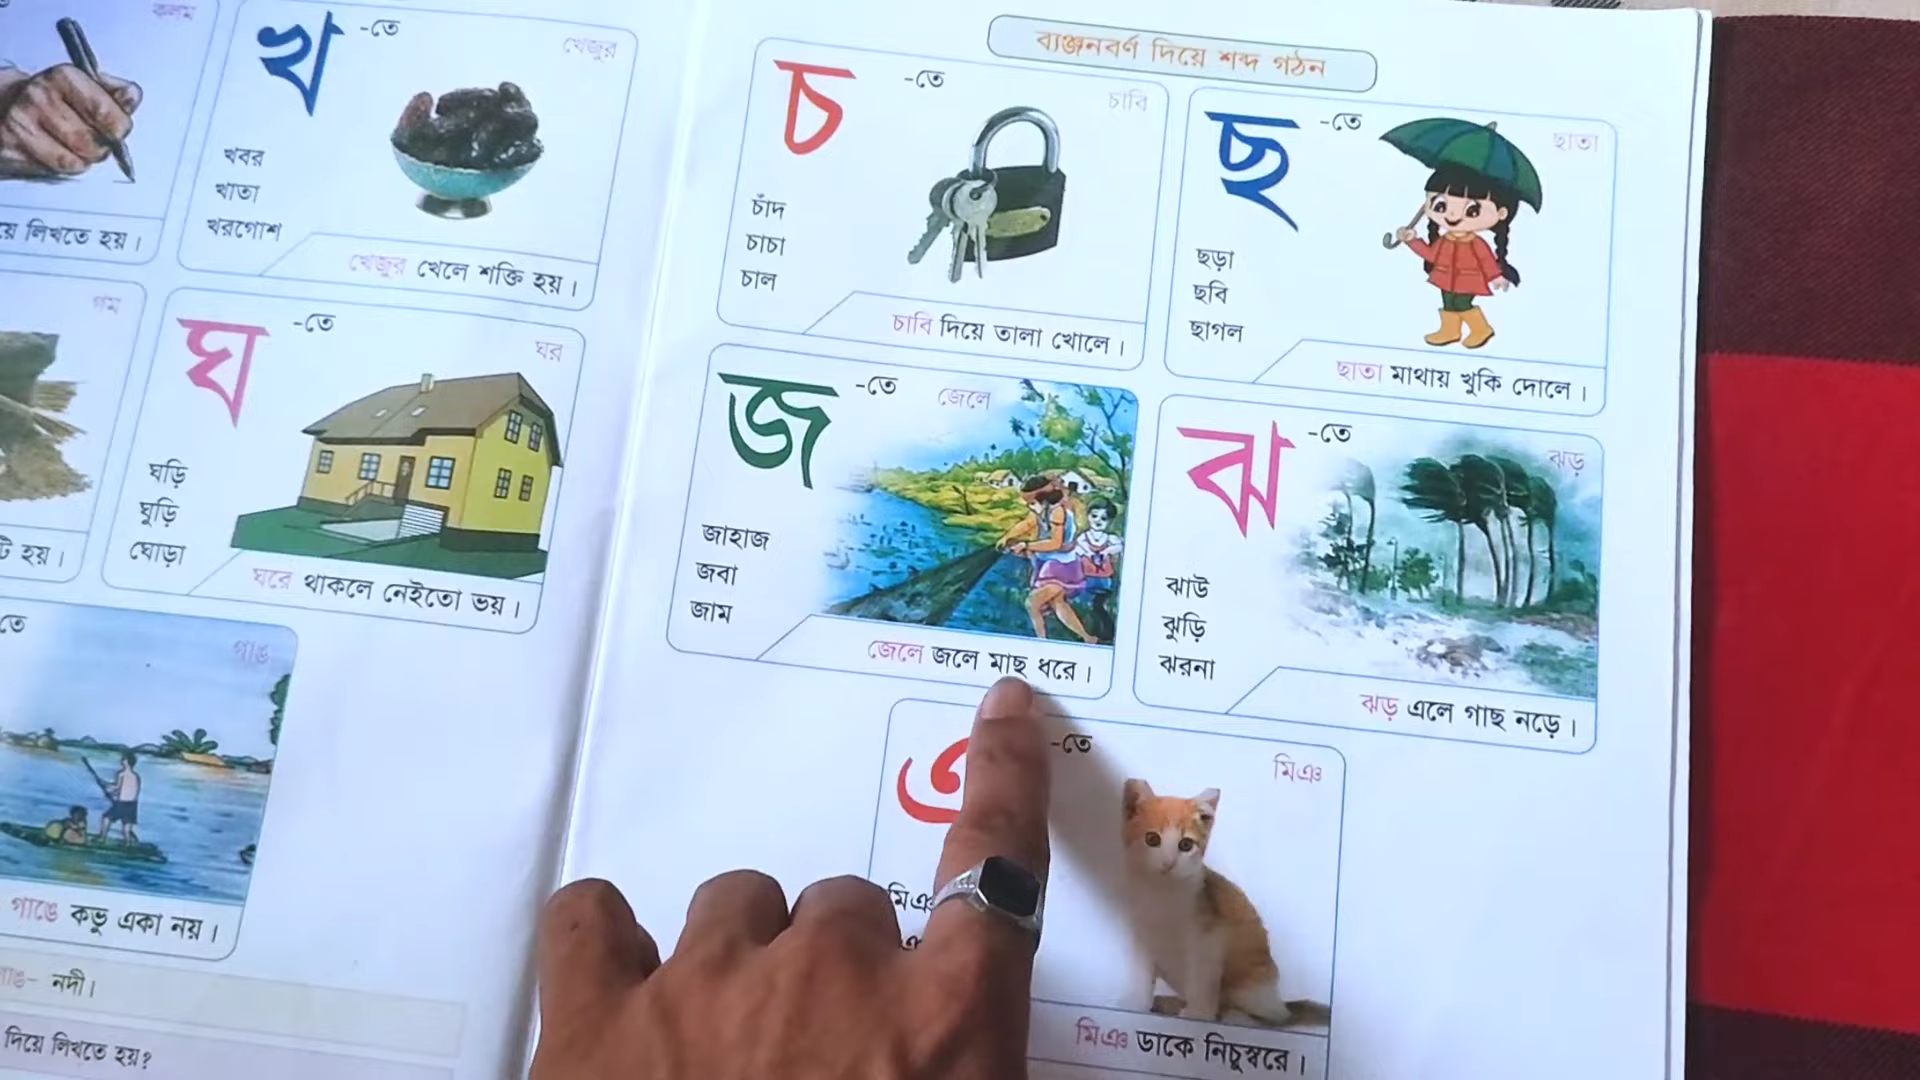 কলম
য়ে লিখতে হয়।
খ -তে
খেজুর
খবর
খাতা
খরগোশ
খেজুর খেলে শক্তি হয়।
গম
হয়।
ঘ -তে
ঘর
ঘড়ি
ঘুড়ি
ঘোড়া
ঘরে থাকলে নেইতো ভয়।
তে
গাঙ
গাঙে কভু একা নয়।
নদী।
দিয়ে লিখতে হয়?
ব্যঞ্জনবর্ণ দিয়ে শব্দ গঠন
চ -তে
চাবি
চাঁদ
চাচা
চাল
চাবি দিয়ে তালা খোলে।
ছ -তে
ছাতা
ছড়া
ছবি
ছাগল
ছাতা মাথায় খুকি দোলে।
জ -তে
জেলে
জাহাজ
জবা
জাম
জেলে জলে মাছ ধরে।
ঝ -তে
ঝড়
ঝাউ
ঝুড়ি
ঝরনা
ঝড় এলে গাছ নড়ে।
-তে
মিঞ
মিঞ ডাকে নিচুস্বরে।